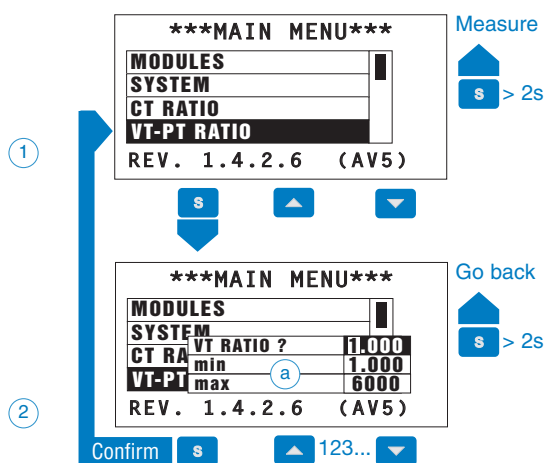 ***MAIN MENU***
Measure
MODULES
SYSTEM
CT RATIO
VT-PT RATIO
S > 2s
1
REV. 1.4.2.6 (AV5)
S
***MAIN MENU***
Go back
MODULES
SYSTEM
VT RATIO ? 1.000
CT RA
min 1.000
S > 2s
a
VT-PT
max 6000
2
REV. 1.4.2.6 (AV5)
Confirm S 123...